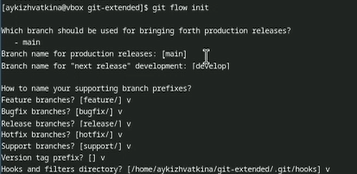 [aykizhvatkina@vbox git-extended]$ git flow init
Which branch should be used for bringing forth production releases?
- main
Branch name for production releases: [main]
Branch name for "next release" development: [develop]
How to name your supporting branch prefixes?
Feature branches? [feature/] v
Bugfix branches? [bugfix/] v
Release branches? [release/] v
Hotfix branches? [hotfix/] v
Support branches? [support/] v
Version tag prefix? [] v
Hooks and filters directory? [/home/aykizhvatkina/git-extended/.git/hooks] v